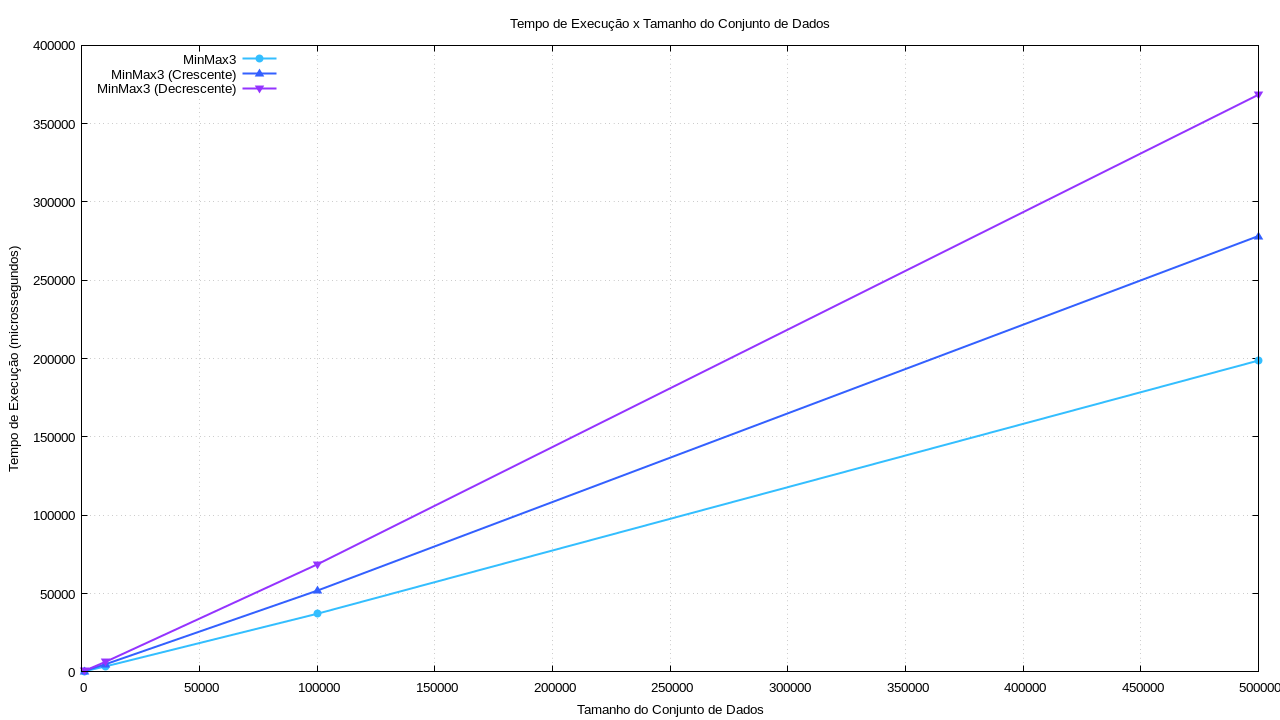 Tempo de Execução x Tamanho do Conjunto de Dados
400000
350000
300000
250000
200000
150000
100000
50000
0
MinMax3
MinMax3 (Crescente)
MinMax3 (Decrescente)
Tempo de Execução (microssegundos)
0 50000 100000 150000 200000 250000 300000 350000 400000 450000 500000
Tamanho do Conjunto de Dados